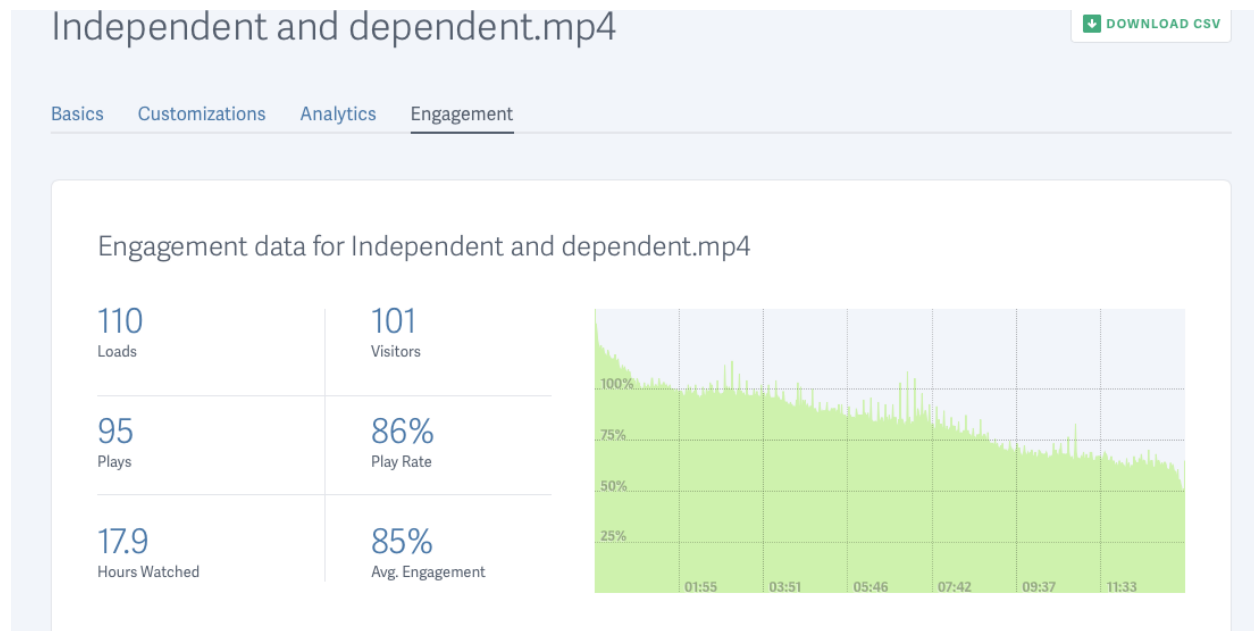 Independent and dependent.mp4
DOWNLOAD CSV
Basics Customizations Analytics Engagement
Engagement data for Independent and dependent.mp4
110 101
Loads Visitors
95 86%
Plays Play Rate
17.9 85%
Hours Watched Avg. Engagement
100%
75%
50%
25%
01:55 03:51 05:46 07:42 09:37 11:33